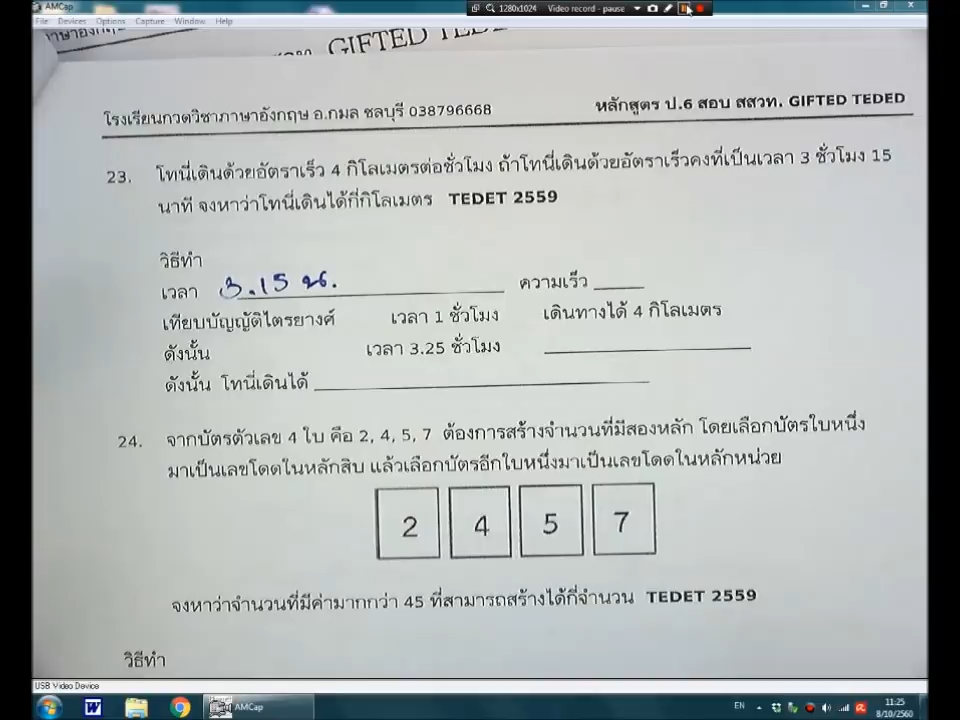 AMCap
1280x1024 Video record - pause
File Devices Options Capture Window Help
GIFTED
โรงเรียนกวดวิชาภาษาอังกฤษ อ.กมล ชลบุรี 038796668 หลักสูตร ป.6 สอบ สสวท. GIFTED TEDED
23. โทนี่เดินด้วยอัตราเร็ว 4 กิโลเมตรต่อชั่วโมง ถ้าโทนี่เดินด้วยอัตราเร็วคงที่เป็นเวลา 3 ชั่วโมง 15
นาที จงหาว่าโทนี่เดินได้กี่กิโลเมตร TEDET 2559
วิธีทำ
เวลา 3.15 น. ความเร็ว
เทียบบัญญัติไตรยางศ์ เวลา 1 ชั่วโมง เดินทางได้ 4 กิโลเมตร
ดังนั้น เวลา 3.25 ชั่วโมง
ดังนั้น โทนี่เดินได้
24. จากบัตรตัวเลข 4 ใบ คือ 2, 4, 5, 7 ต้องการสร้างจำนวนที่มีสองหลัก โดยเลือกบัตรใบหนึ่ง
มาเป็นเลขโดดในหลักสิบ แล้วเลือกบัตรอีกใบหนึ่งมาเป็นเลขโดดในหลักหน่วย
2 4 5 7
จงหาว่าจำนวนที่มีค่ามากกว่า 45 ที่สามารถสร้างได้กี่จำนวน TEDET 2559
วิธีทำ
USB Video Device
AMCap EN 11:25
8/10/2560